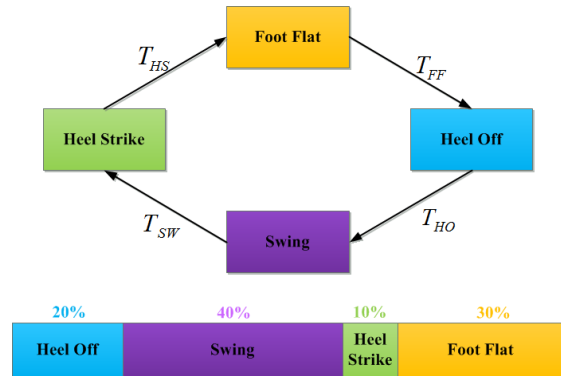 Foot Flat
T_HS
T_FF
Heel Strike
Heel Off
T_SW
T_HO
Swing
20%
40%
10%
30%
Heel Off
Swing
Heel
Strike
Foot Flat